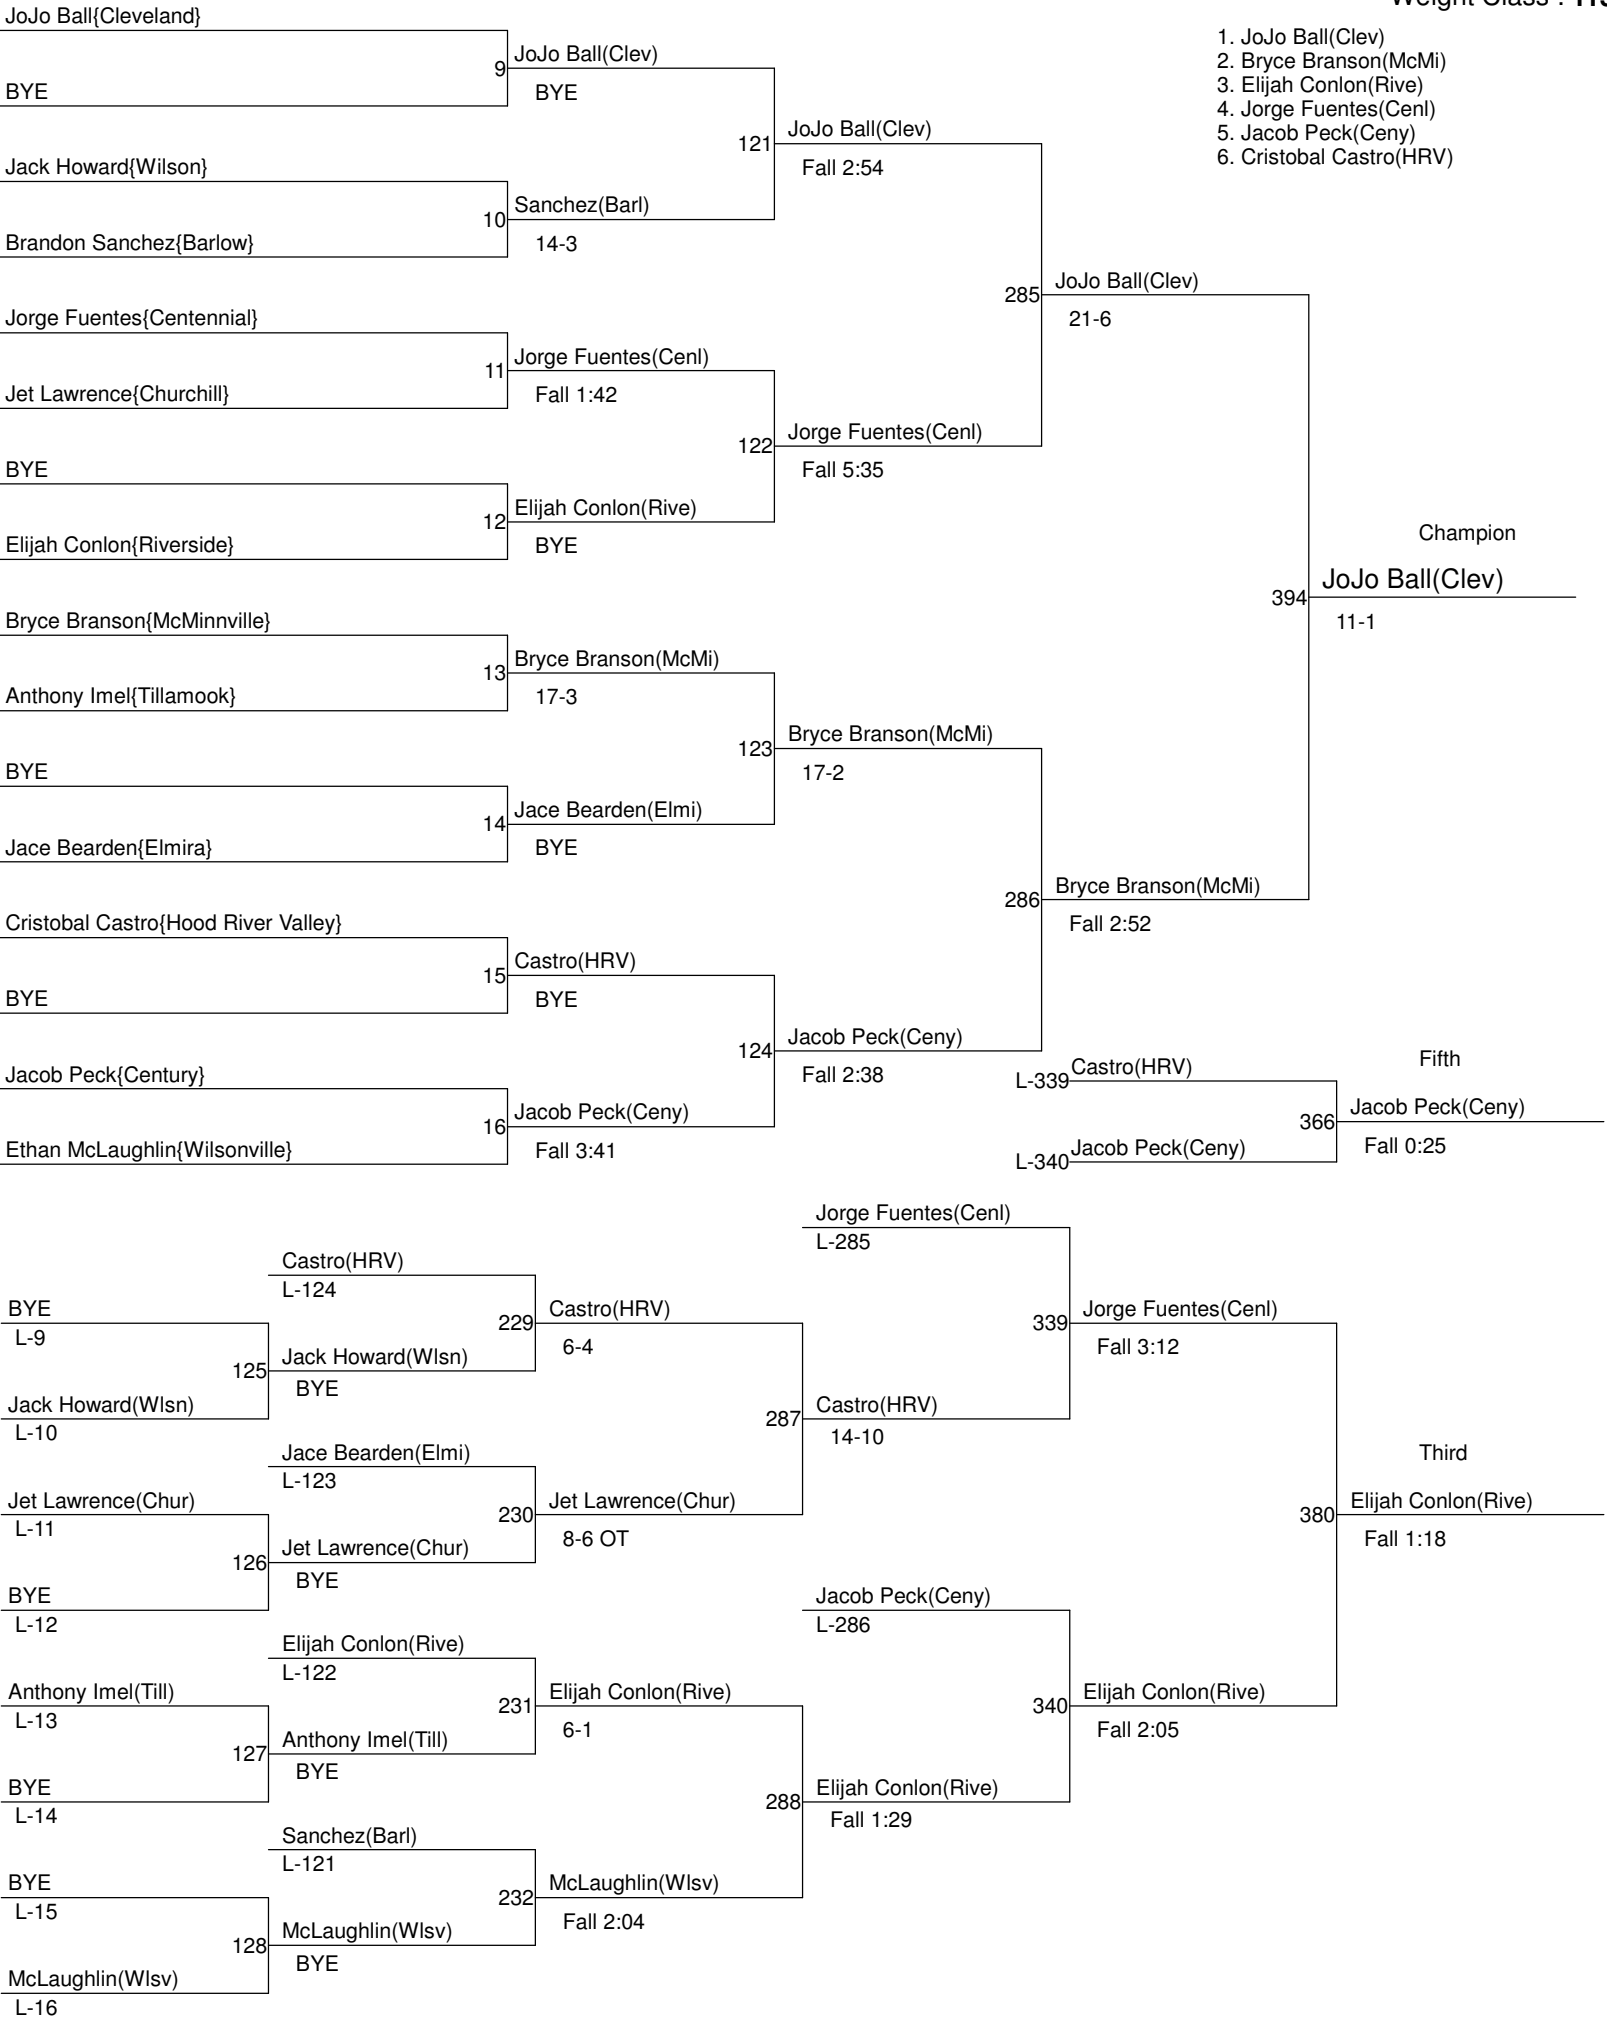 Weight Class :
1. JoJo Ball(Clev)
2. Bryce Branson(McMi)
3. Elijah Conlon(Rive)
4. Jorge Fuentes(Cenl)
5. Jacob Peck(Ceny)
6. Cristobal Castro(HRV)
JoJo Ball{Cleveland}
BYE
Jack Howard{Wilson}
Brandon Sanchez{Barlow}
Jorge Fuentes{Centennial}
Jet Lawrence{Churchill}
BYE
Elijah Conlon{Riverside}
Bryce Branson{McMinnville}
Anthony Imel{Tillamook}
BYE
Jace Bearden{Elmira}
Cristobal Castro{Hood River Valley}
BYE
Jacob Peck{Century}
Ethan McLaughlin{Wilsonville}
9
JoJo Ball(Clev)
BYE
10
Sanchez(Barl)
14-3
11
Jorge Fuentes(Cenl)
Fall 1:42
12
Elijah Conlon(Rive)
BYE
13
Bryce Branson(McMi)
17-3
14
Jace Bearden(Elmi)
BYE
15
Castro(HRV)
BYE
16
Jacob Peck(Ceny)
Fall 3:41
121
JoJo Ball(Clev)
Fall 2:54
122
Jorge Fuentes(Cenl)
Fall 5:35
123
Bryce Branson(McMi)
17-2
124
Jacob Peck(Ceny)
Fall 2:38
285
JoJo Ball(Clev)
21-6
286
Bryce Branson(McMi)
Fall 2:52
Champion
394
JoJo Ball(Clev)
11-1
L-339
Castro(HRV)
L-340
Jacob Peck(Ceny)
Fifth
366
Jacob Peck(Ceny)
Fall 0:25
BYE
L-9
Jack Howard(Wlsn)
L-10
Jet Lawrence(Chur)
L-11
BYE
L-12
Anthony Imel(Till)
L-13
BYE
L-14
BYE
L-15
McLaughlin(Wlsv)
L-16
Castro(HRV)
L-124
125
Jack Howard(Wlsn)
BYE
Jace Bearden(Elmi)
L-123
126
Jet Lawrence(Chur)
BYE
Elijah Conlon(Rive)
L-122
127
Anthony Imel(Till)
BYE
Sanchez(Barl)
L-121
128
McLaughlin(Wlsv)
BYE
229
Castro(HRV)
6-4
230
Jet Lawrence(Chur)
8-6 OT
231
Elijah Conlon(Rive)
6-1
232
McLaughlin(Wlsv)
Fall 2:04
Jorge Fuentes(Cenl)
L-285
287
Castro(HRV)
14-10
Jacob Peck(Ceny)
L-286
288
Elijah Conlon(Rive)
Fall 1:29
339
Jorge Fuentes(Cenl)
Fall 3:12
340
Elijah Conlon(Rive)
Fall 2:05
Third
380
Elijah Conlon(Rive)
Fall 1:18